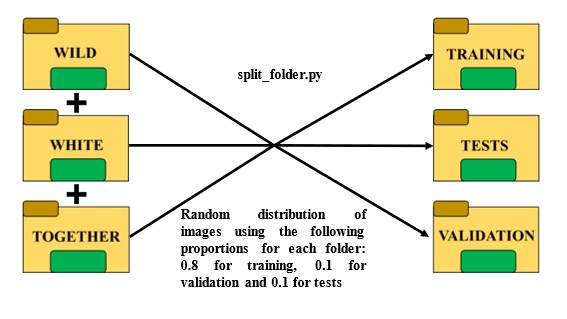 WILD
+
WHITE
+
TOGETHER
split_folder.py
Random distribution of
images using the following
proportions for each folder:
0.8 for training, 0.1 for
validation and 0.1 for tests
TRAINING
TESTS
VALIDATION